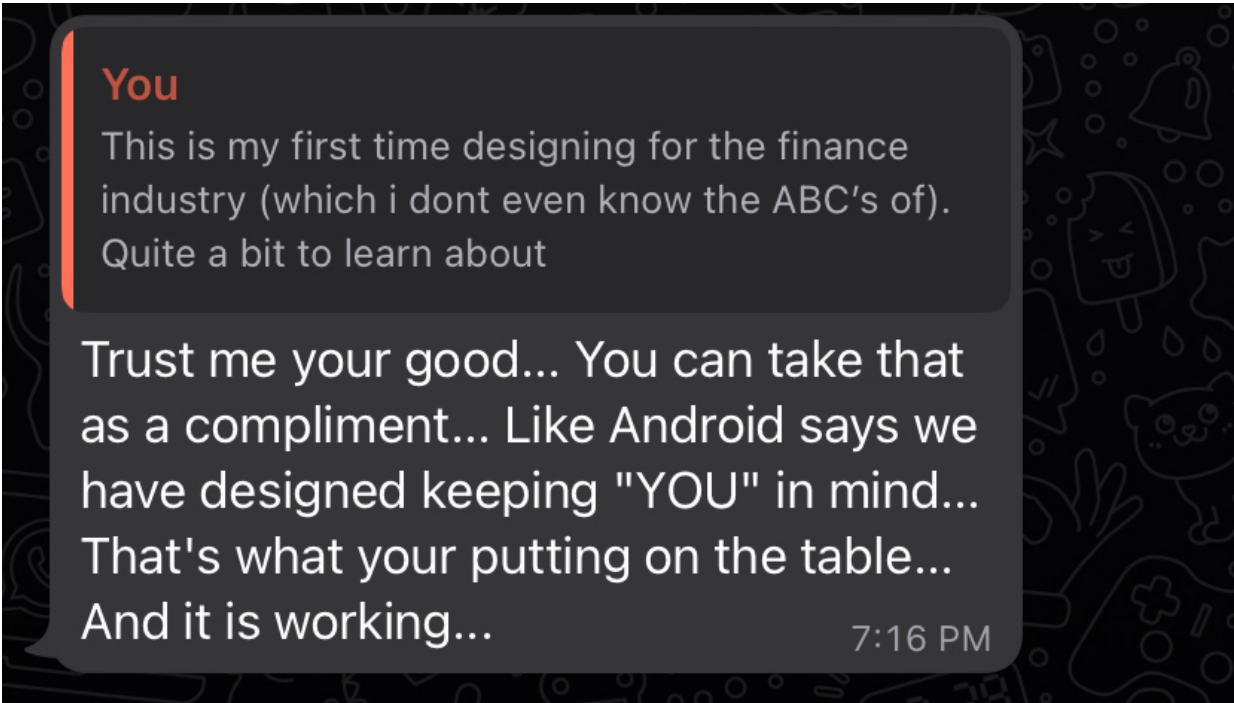 You
This is my first time designing for the finance
industry (which i dont even know the ABC’s of).
Quite a bit to learn about
Trust me your good... You can take that
as a compliment... Like Android says we
have designed keeping "YOU" in mind...
That's what your putting on the table...
And it is working...
7:16 PM